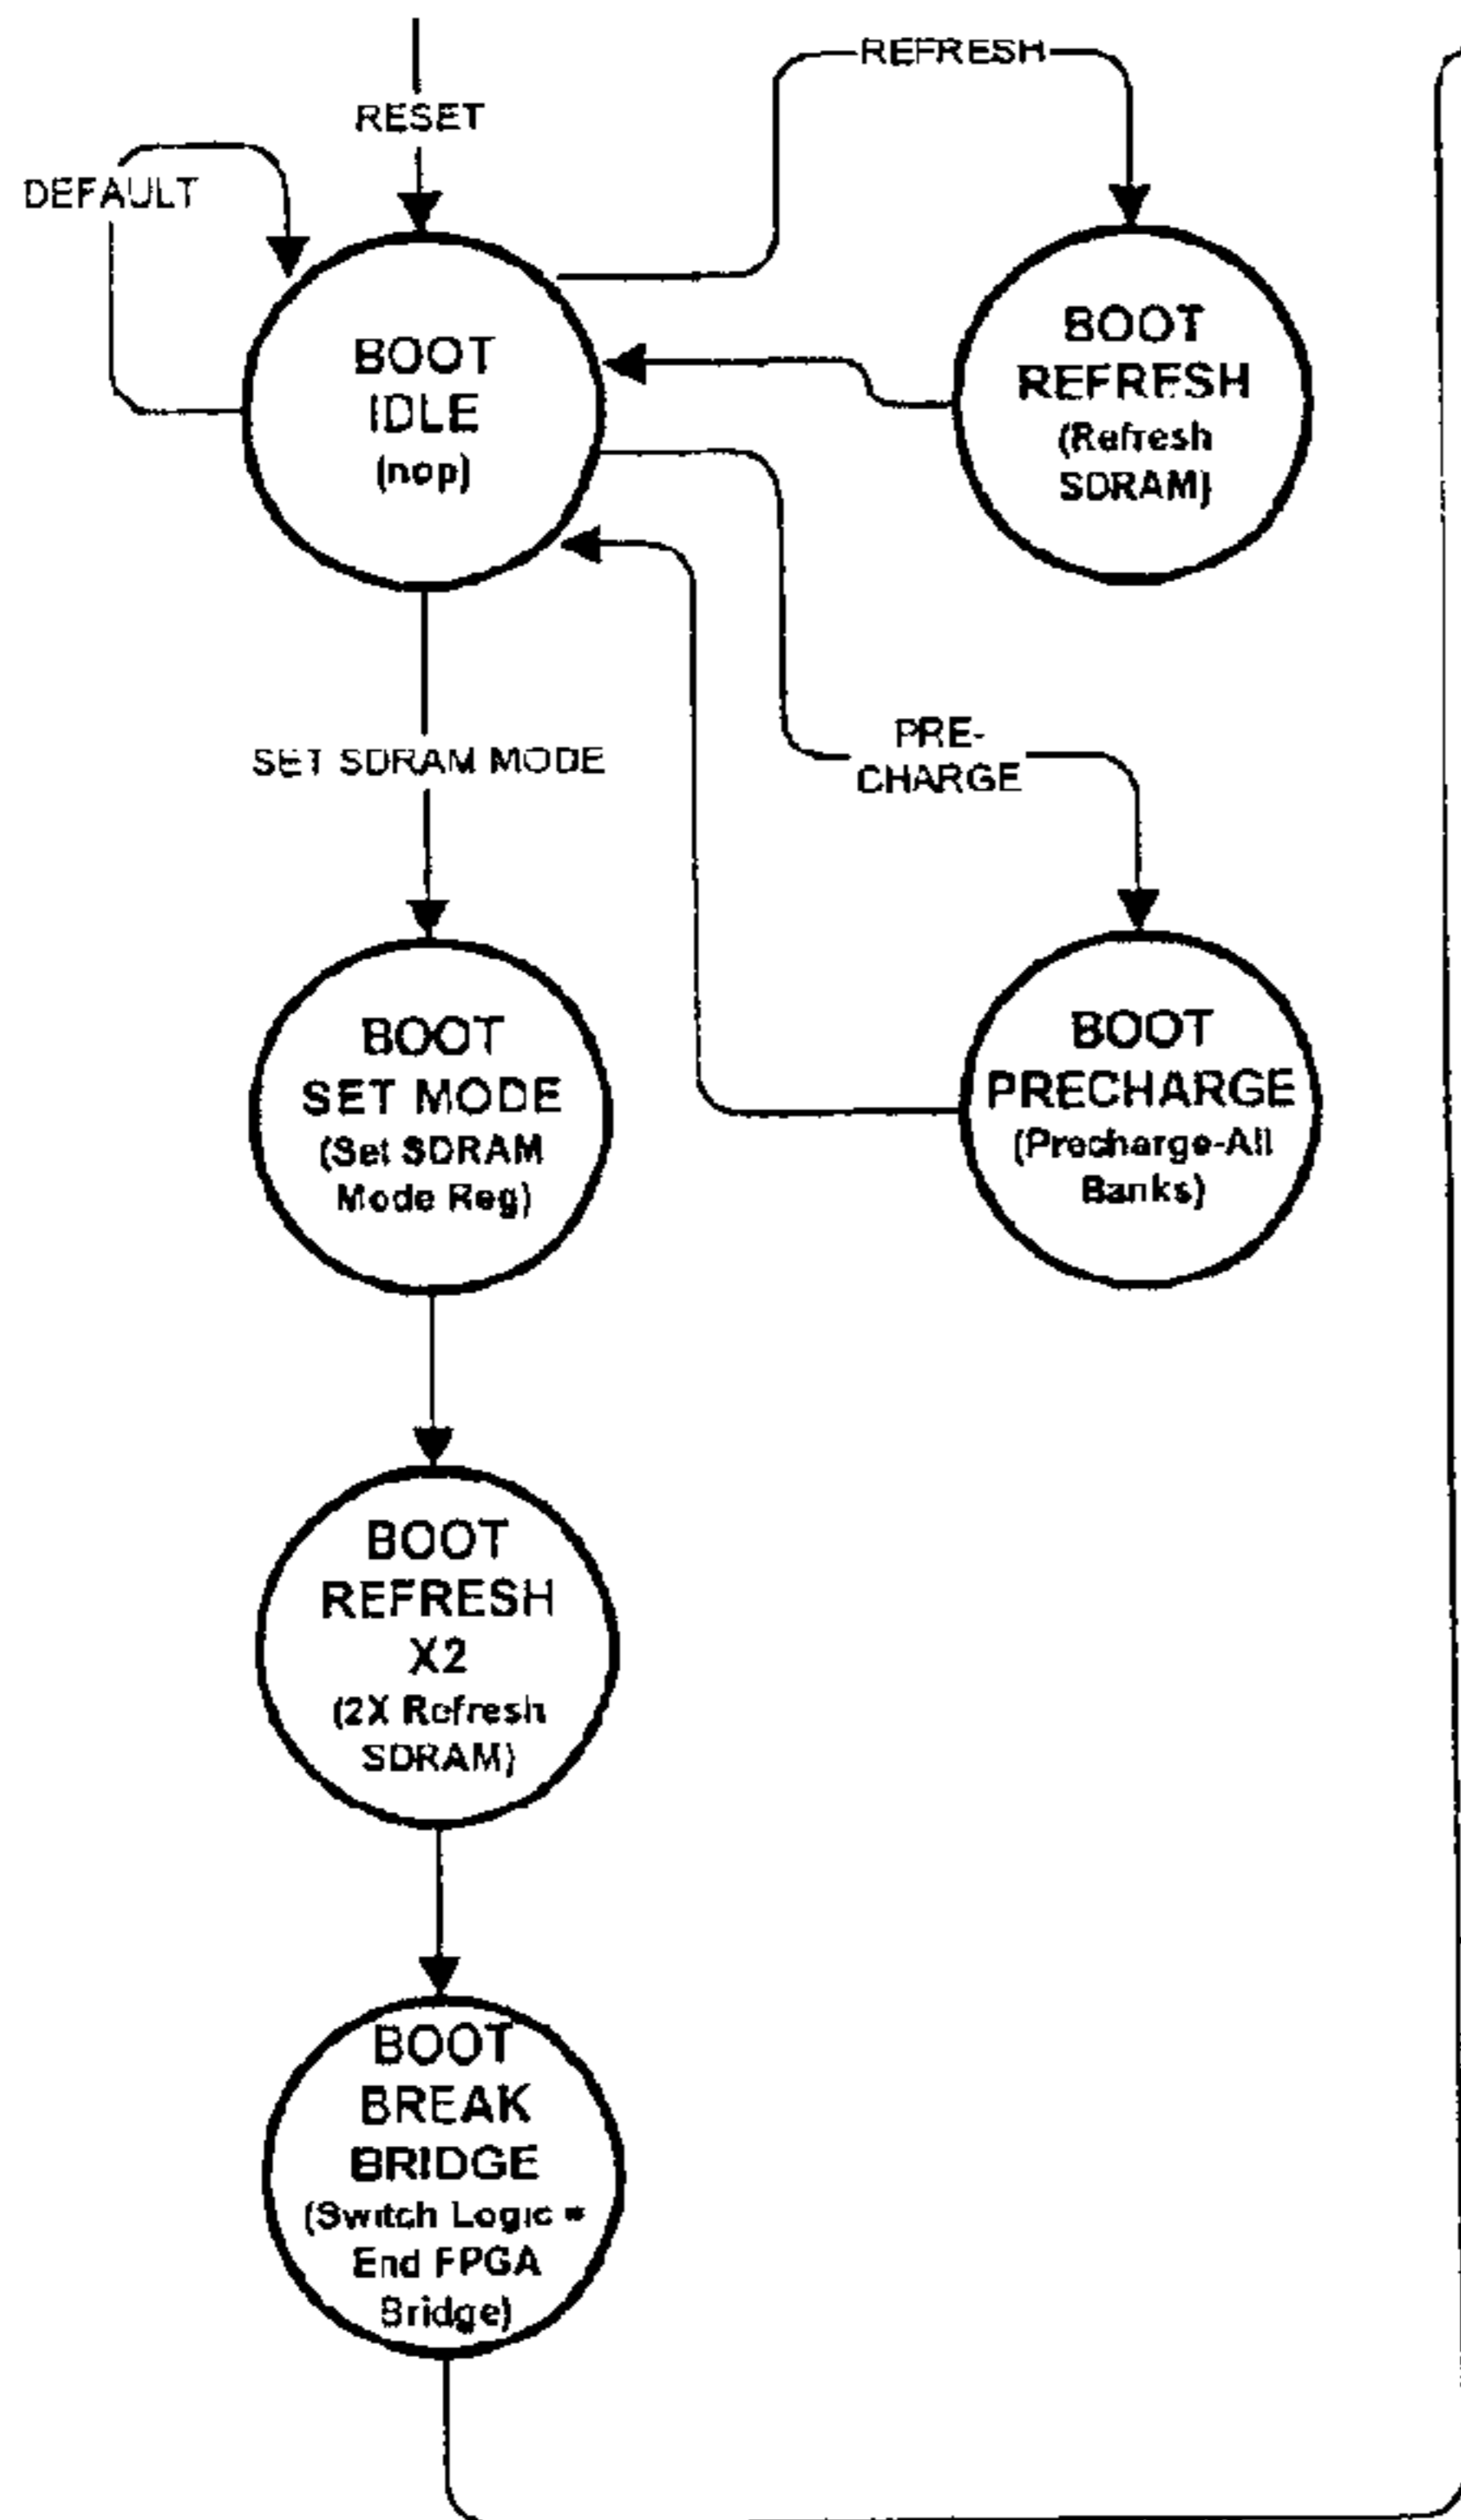 REFRESH
RESET
DEFAULT
BOOT
IDLE
(nop)
BOOT
REFRESH
(Refresh
SDRAM)
SET SDRAM MODE
PRE-
CHARGE
BOOT
SET MODE
(Set SDRAM
Mode Reg)
BOOT
PRECHARGE
(Precharge-All
Banks)
BOOT
REFRESH
X2
(2X Refresh
SDRAM)
BOOT
BREAK
BRIDGE
(Switch Logic =
End FPGA
Bridge)